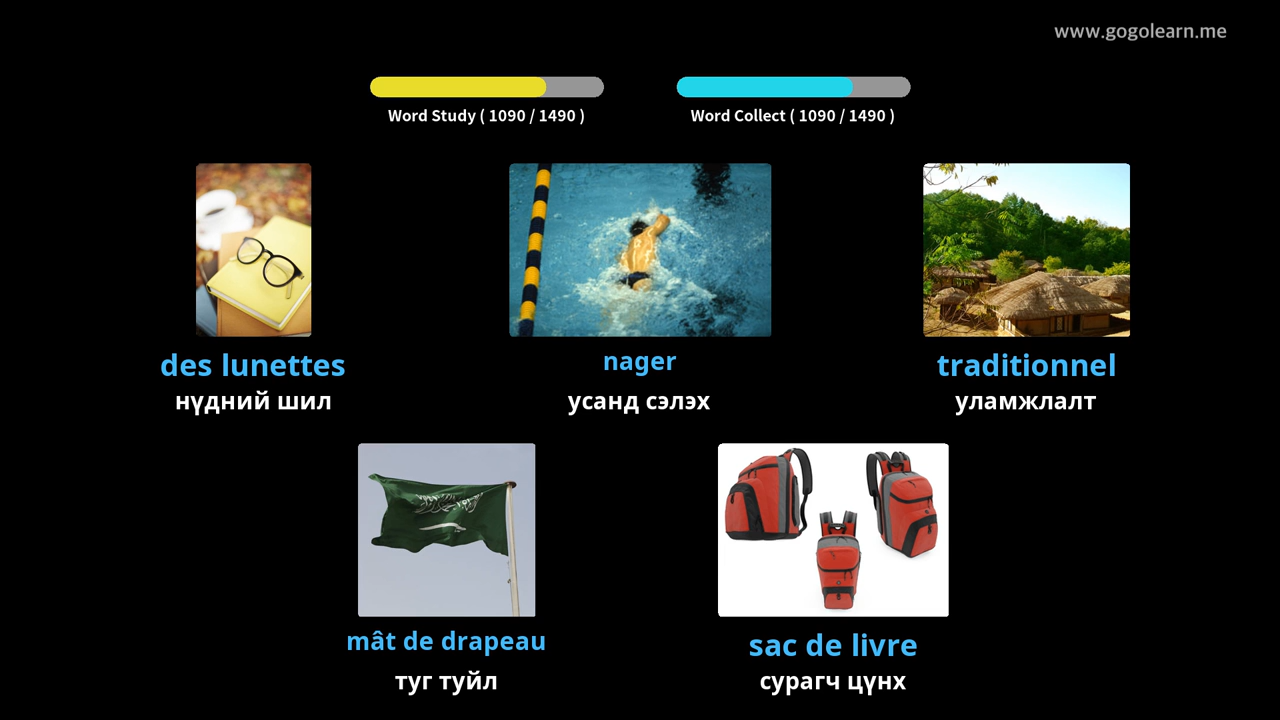 www.gogolearn.me
Word Study ( 1090 / 1490 )
Word Collect ( 1090 / 1490 )
des lunettes
нүдний шил
nager
усанд сэлэх
traditionnel
уламжлалт
mât de drapeau
туг туйл
sac de livre
сурагч цүнх